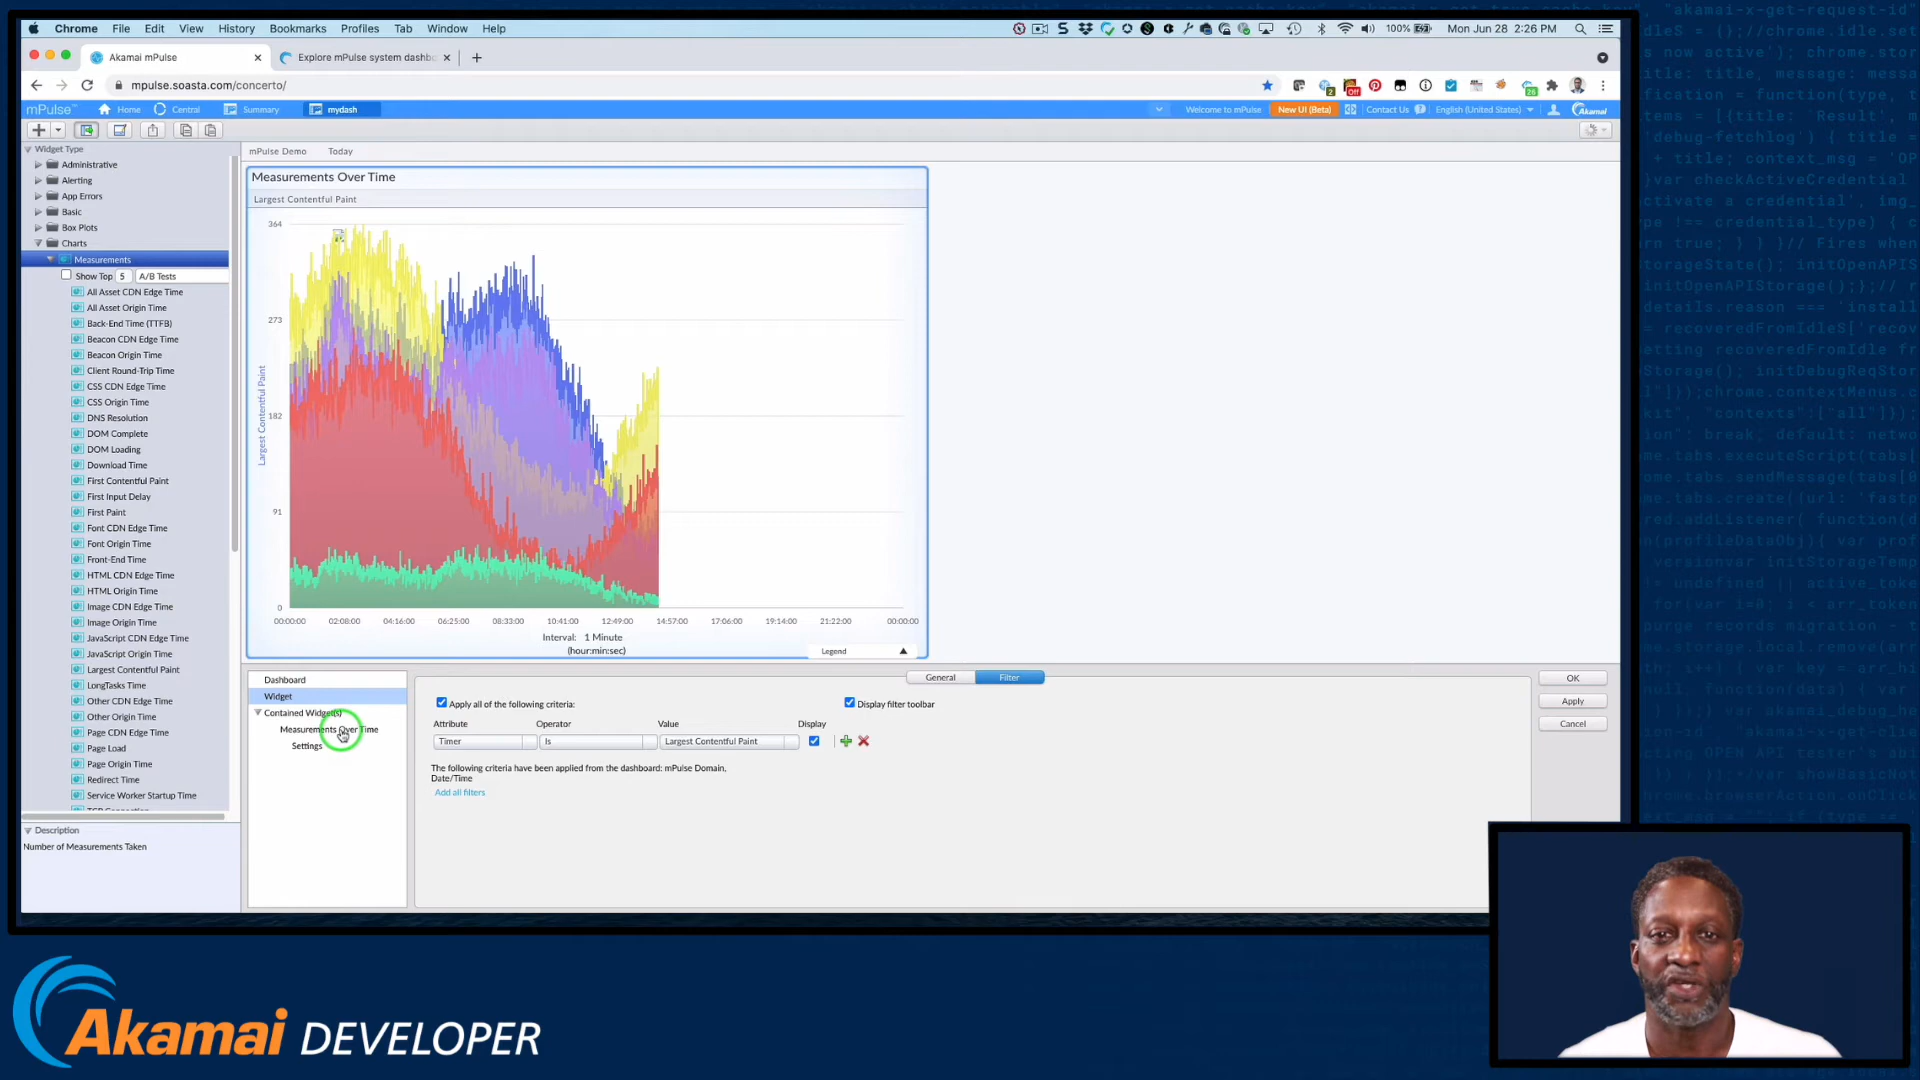 Chrome File Edit View History Bookmarks Profiles Tab Window Help 100% Mon Jun 28 2:26 PM
Akamai mPulse Explore mPulse system dashb
mpulse.soasta.com/concerto/
mPulse Home Central Summary mydash Welcome to mPulse New UI (Beta) Contact Us English (United States) Akamai
Widget Type
Administrative
Alerting
App Errors
Basic
Box Plots
Charts
Measurements
Show Top 5 A/B Tests
All Asset CDN Edge Time
All Asset Origin Time
Back-End Time (TTFB)
Beacon CDN Edge Time
Beacon Origin Time
Client Round-Trip Time
CSS CDN Edge Time
CSS Origin Time
DNS Resolution
DOM Complete
DOM Loading
Download Time
First Contentful Paint
First Input Delay
First Paint
Font CDN Edge Time
Font Origin Time
Front-End Time
HTML CDN Edge Time
HTML Origin Time
Image CDN Edge Time
Image Origin Time
JavaScript CDN Edge Time
JavaScript Origin Time
Largest Contentful Paint
LongTasks Time
Other CDN Edge Time
Other Origin Time
Page CDN Edge Time
Page Load
Page Origin Time
Redirect Time
Service Worker Startup Time
Description
Number of Measurements Taken
mPulse Demo Today
Measurements Over Time
Largest Contentful Paint
364
273
182
91
0
Largest Contentful Paint
00:00:00 02:08:00 04:16:00 06:25:00 08:33:00 10:41:00 12:49:00 14:57:00 17:06:00 19:14:00 21:22:00 00:00:00
Interval: 1 Minute
(hour:min:sec)
Legend
Dashboard
Widget
Contained Widget(s)
Measurements Over Time
Settings
General Filter
Apply all of the following criteria: Display filter toolbar
Attribute Operator Value Display
Timer Is Largest Contentful Paint
The following criteria have been applied from the dashboard: mPulse Domain,
Date/Time
Add all filters
OK
Apply
Cancel
Akamai DEVELOPER